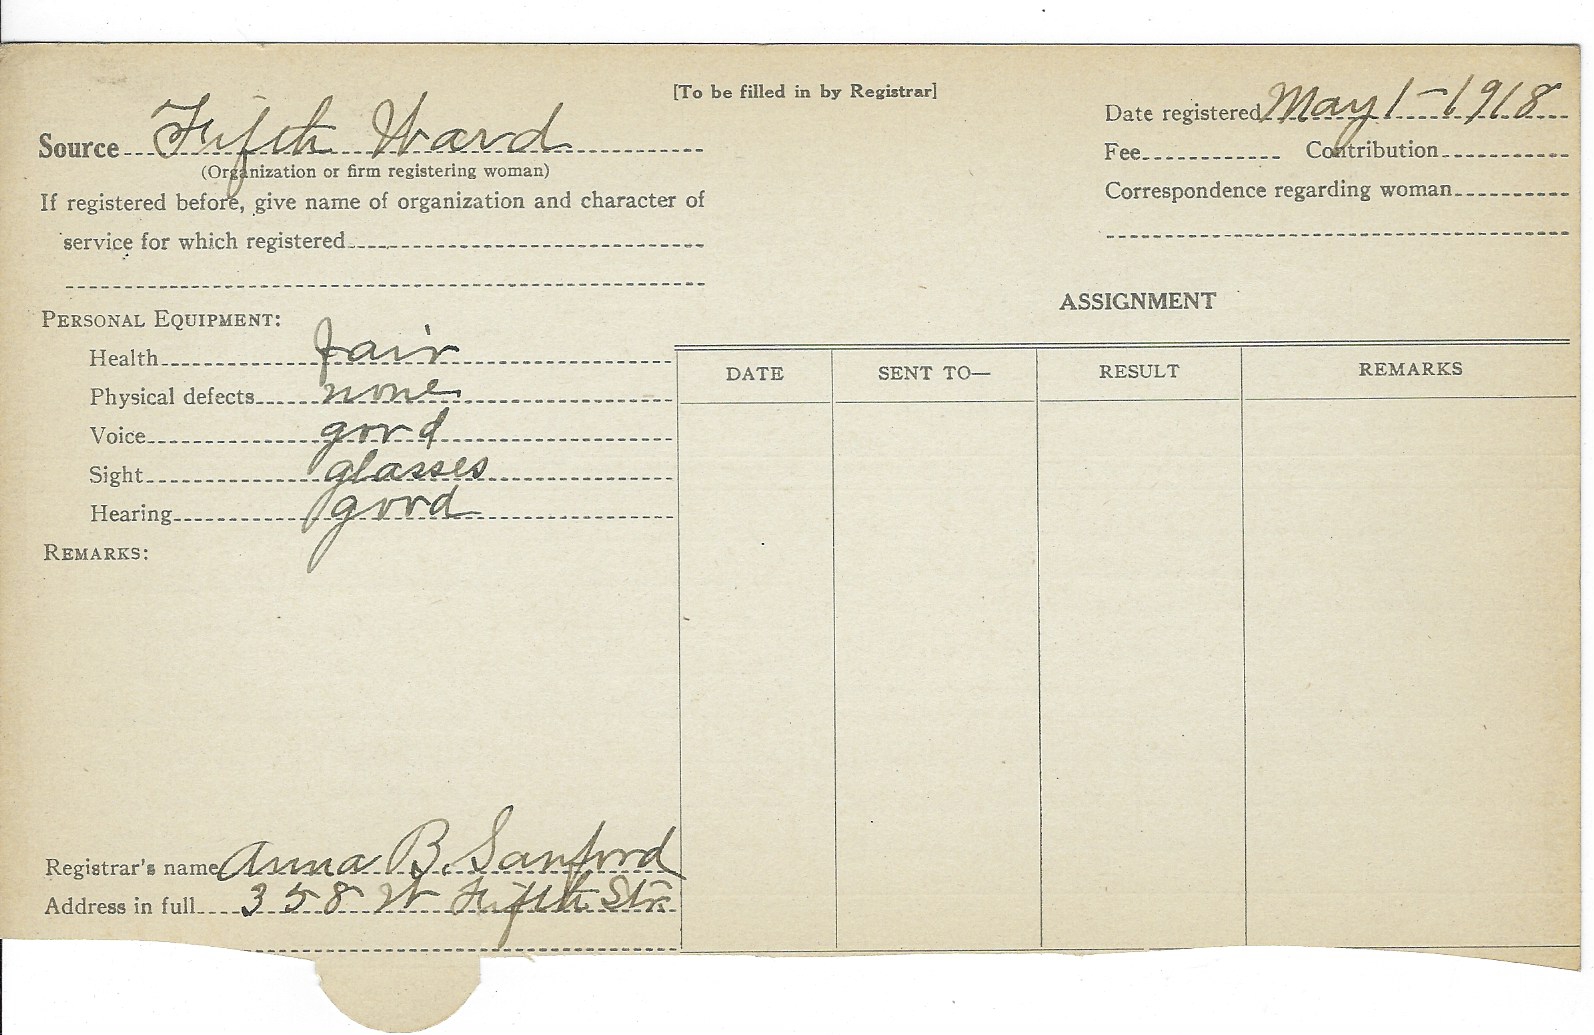 [To be filled in by Registrar]
Source Fifth Ward
(Organization or firm registering woman)
If registered before, give name of organization and character of
service for which registered
Date registered May 1-1918
Fee Contribution
Correspondence regarding woman
PERSONAL EQUIPMENT:
Health fair
Physical defects none
Voice good
Sight glasses
Hearing good
REMARKS:
Registrar's name Anna B. Sanford
Address in full 358 W Fifth Str
ASSIGNMENT
DATE SENT TO— RESULT REMARKS